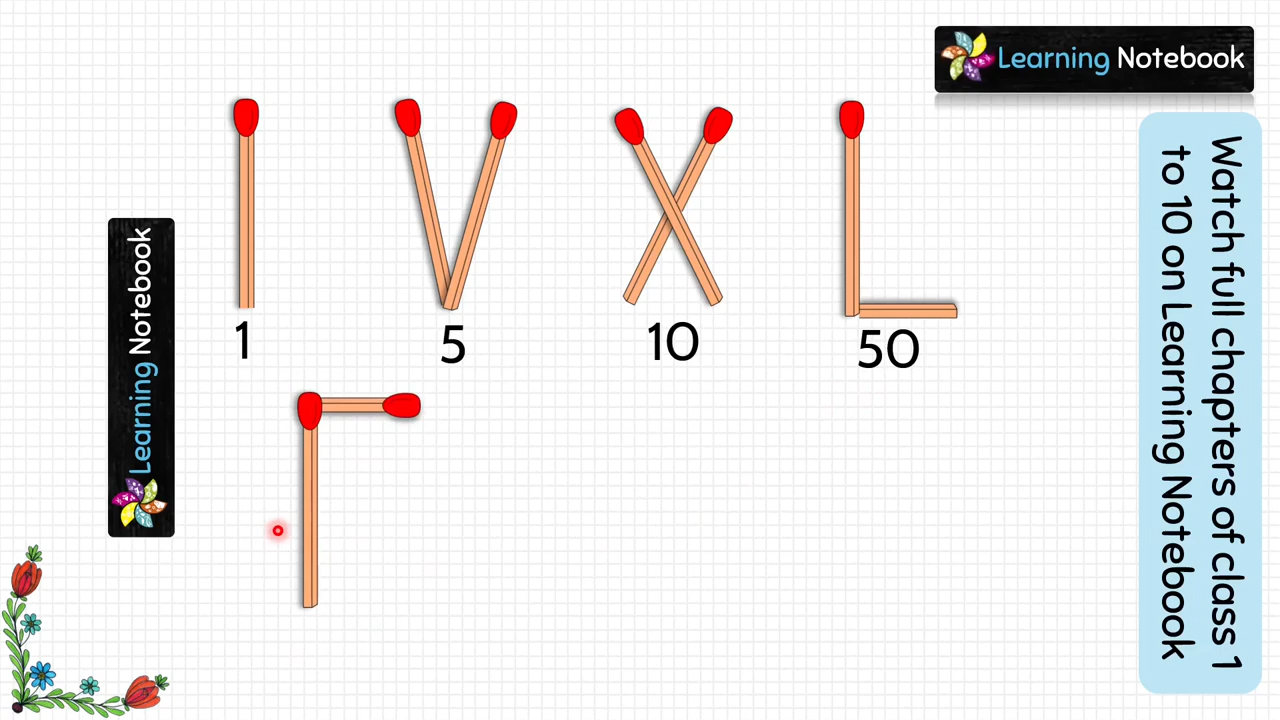 Learning Notebook
I V X L
1 5 10 50
Learning Notebook
Watch full chapters of class 1
to 10 on Learning Notebook